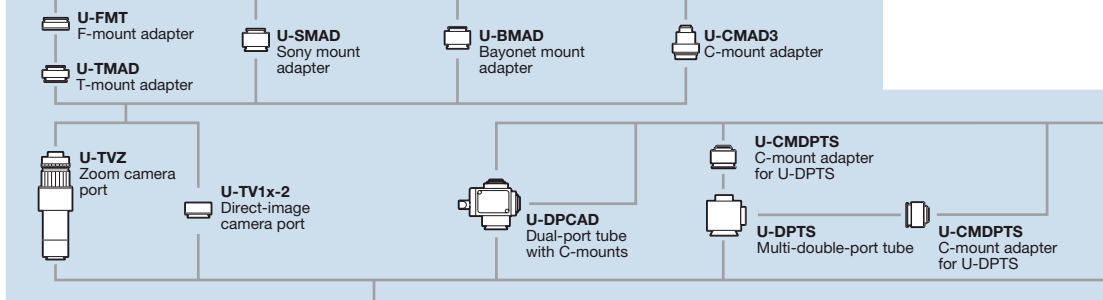 U-FMT
F-mount adapter
U-TMAD
T-mount adapter
U-SMAD
Sony mount
adapter
U-BMAD
Bayonet mount
adapter
U-CMAD3
C-mount adapter
U-TVZ
Zoom camera
port
U-TV1x-2
Direct-image
camera port
U-DPCAD
Dual-port tube
with C-mounts
U-CMDPTS
C-mount adapter
for U-DPTS
U-DPTS
Multi-double-port tube
U-CMDPTS
C-mount adapter
for U-DPTS